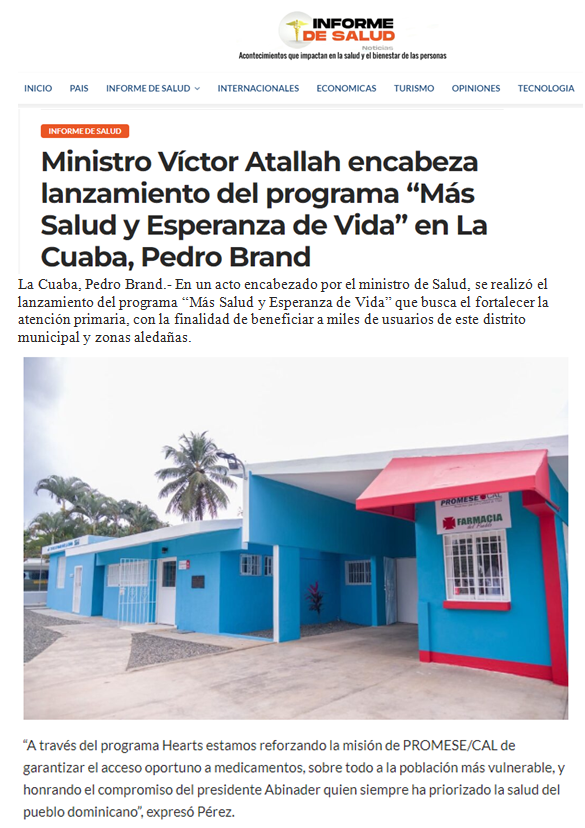 INFORME
DE SALUD
Noticias
Acontecimientos que impactan en la salud y el bienestar de las personas
INICIO PAIS INFORME DE SALUD INTERNACIONALES ECONOMICAS TURISMO OPINIONES TECNOLOGIA
INFORME DE SALUD
Ministro Víctor Atallah encabeza
lanzamiento del programa “Más
Salud y Esperanza de Vida” en La
Cuaba, Pedro Brand
La Cuaba, Pedro Brand.- En un acto encabezado por el ministro de Salud, se realizó el
lanzamiento del programa “Más Salud y Esperanza de Vida” que busca el fortalecer la
atención primaria, con la finalidad de beneficiar a miles de usuarios de este distrito
municipal y zonas aledañas.
PROMESE CAL
FARMACIA
del Pueblo
“A través del programa Hearts estamos reforzando la misión de PROMESE/CAL de
garantizar el acceso oportuno a medicamentos, sobre todo a la población más vulnerable, y
honrando el compromiso del presidente Abinader quien siempre ha priorizado la salud del
pueblo dominicano”, expresó Pérez.